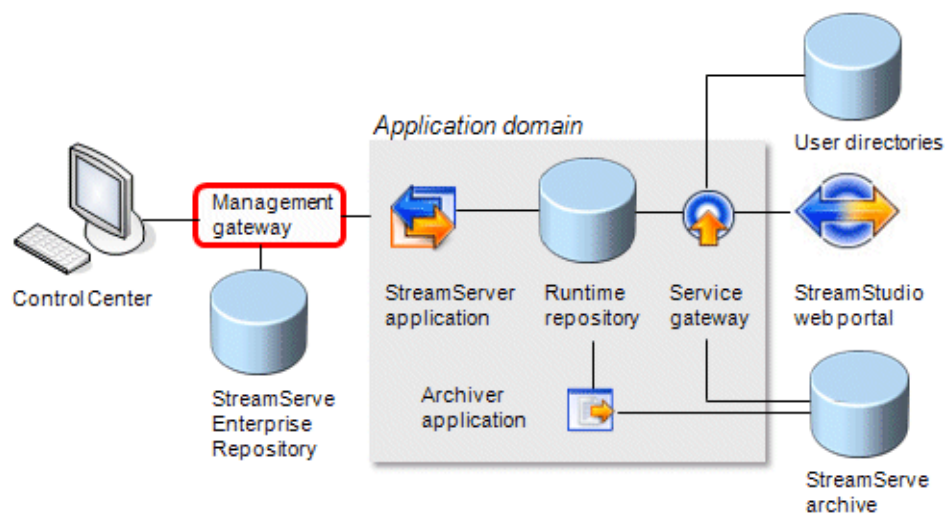 User directories
Application domain
Management
gateway
Control Center
StreamServer
application
Runtime
repository
Service
gateway
StreamStudio
web portal
StreamServe
Enterprise
Repository
Archiver
application
StreamServe
archive